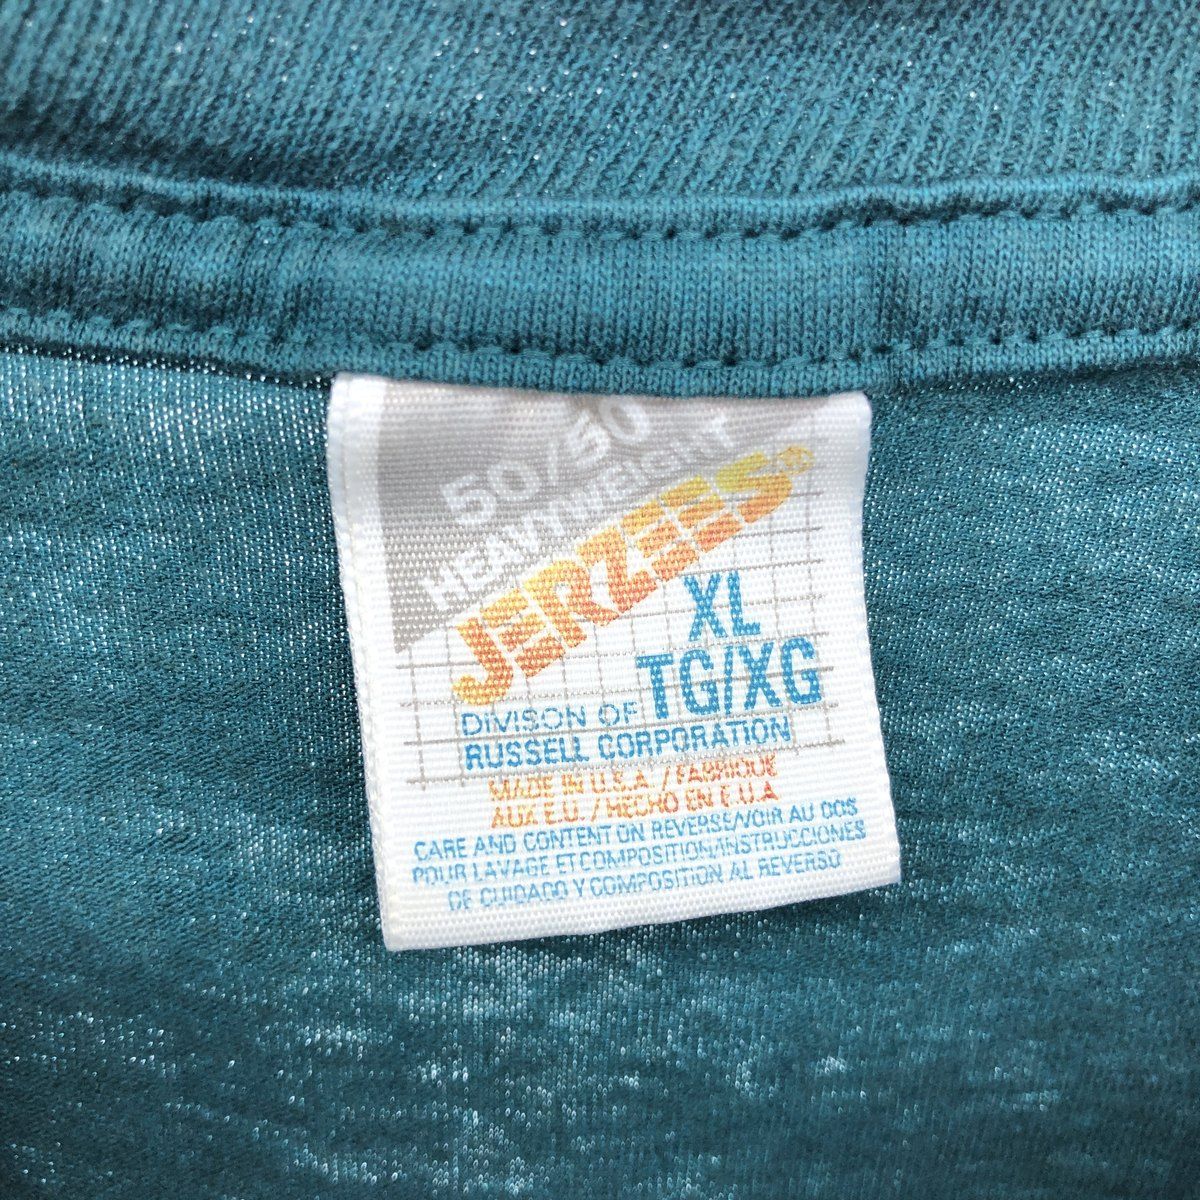 50/50
HEAVYWEIGHT
JERZEES®
XL
TG/XG
DIVISON OF
RUSSELL CORPORATION
MADE IN U.S.A. / FABRIQUE
AUX E.U. / HECHO EN E.U.A
CARE AND CONTENT ON REVERSE/VOIR AU DOS
POUR LAVAGE ET COMPOSITION/INSTRUCCIONES
DE CUIDADO Y COMPOSITION AL REVERSO